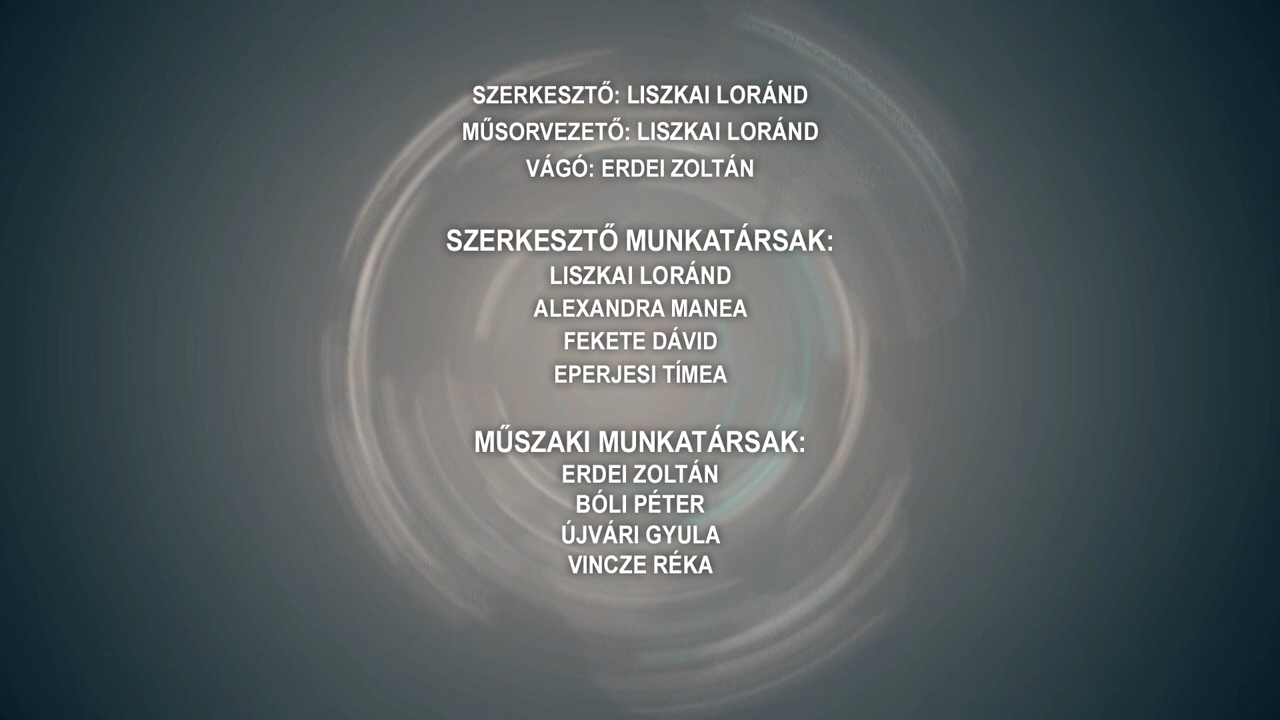 SZERKESZTŐ: LISZKAI LORÁND
MŰSORVEZETŐ: LISZKAI LORÁND
VÁGÓ: ERDEI ZOLTÁN
SZERKESZTŐ MUNKATÁRSAK:
LISZKAI LORÁND
ALEXANDRA MANEA
FEKETE DÁVID
EPERJESI TÍMEA
MŰSZAKI MUNKATÁRSAK:
ERDEI ZOLTÁN
BÓLI PÉTER
ÚJVÁRI GYULA
VINCZE RÉKA